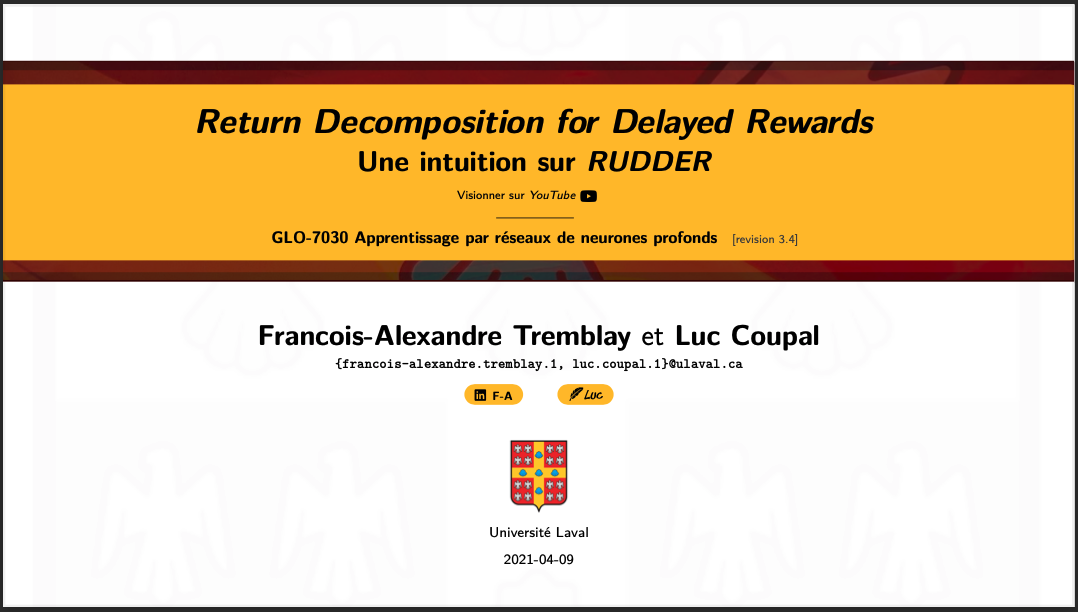 Return Decomposition for Delayed Rewards
Une intuition sur RUDDER
Visionner sur YouTube
GLO-7030 Apprentissage par réseaux de neurones profonds [revision 3.4]
Francois-Alexandre Tremblay et Luc Coupal
{francois-alexandre.tremblay.1, luc.coupal.1}@ulaval.ca
in F-A Luc
Université Laval
2021-04-09